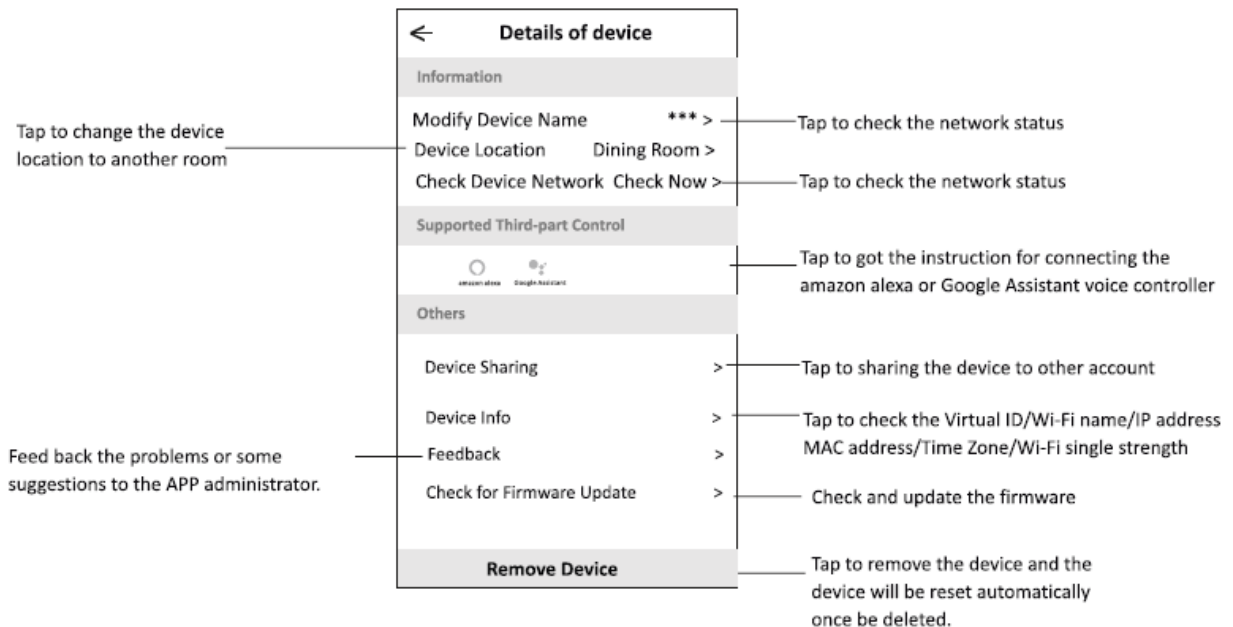 ← Details of device
Information
Modify Device Name *** >
Tap to check the network status
Tap to change the device
location to another room
Device Location Dining Room >
Check Device Network Check Now >
Tap to check the network status
Supported Third-part Control
amazon alexa Google Assistant
Tap to got the instruction for connecting the
amazon alexa or Google Assistant voice controller
Others
Device Sharing >
Tap to sharing the device to other account
Device Info >
Tap to check the Virtual ID/Wi-Fi name/IP address
MAC address/Time Zone/Wi-Fi single strength
Feed back the problems or some
suggestions to the APP administrator.
Feedback >
Check for Firmware Update >
Check and update the firmware
Remove Device
Tap to remove the device and the
device will be reset automatically
once be deleted.